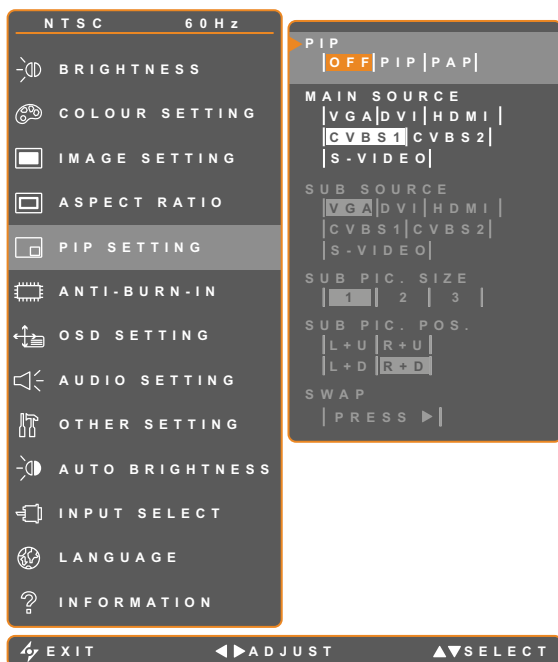 NTSC 60Hz
BRIGHTNESS
COLOUR SETTING
IMAGE SETTING
ASPECT RATIO
PIP SETTING
ANTI-BURN-IN
OSD SETTING
AUDIO SETTING
OTHER SETTING
AUTO BRIGHTNESS
INPUT SELECT
LANGUAGE
INFORMATION
PIP
OFF PIP PAP
MAIN SOURCE
VGA DVI HDMI
CVBS1 CVBS2
S-VIDEO
SUB SOURCE
VGA DVI HDMI
CVBS1 CVBS2
S-VIDEO
SUB PIC. SIZE
1 2 3
SUB PIC. POS.
L+U R+U
L+D R+D
SWAP
PRESS ▶
EXIT ◀▶ADJUST ▲▼SELECT